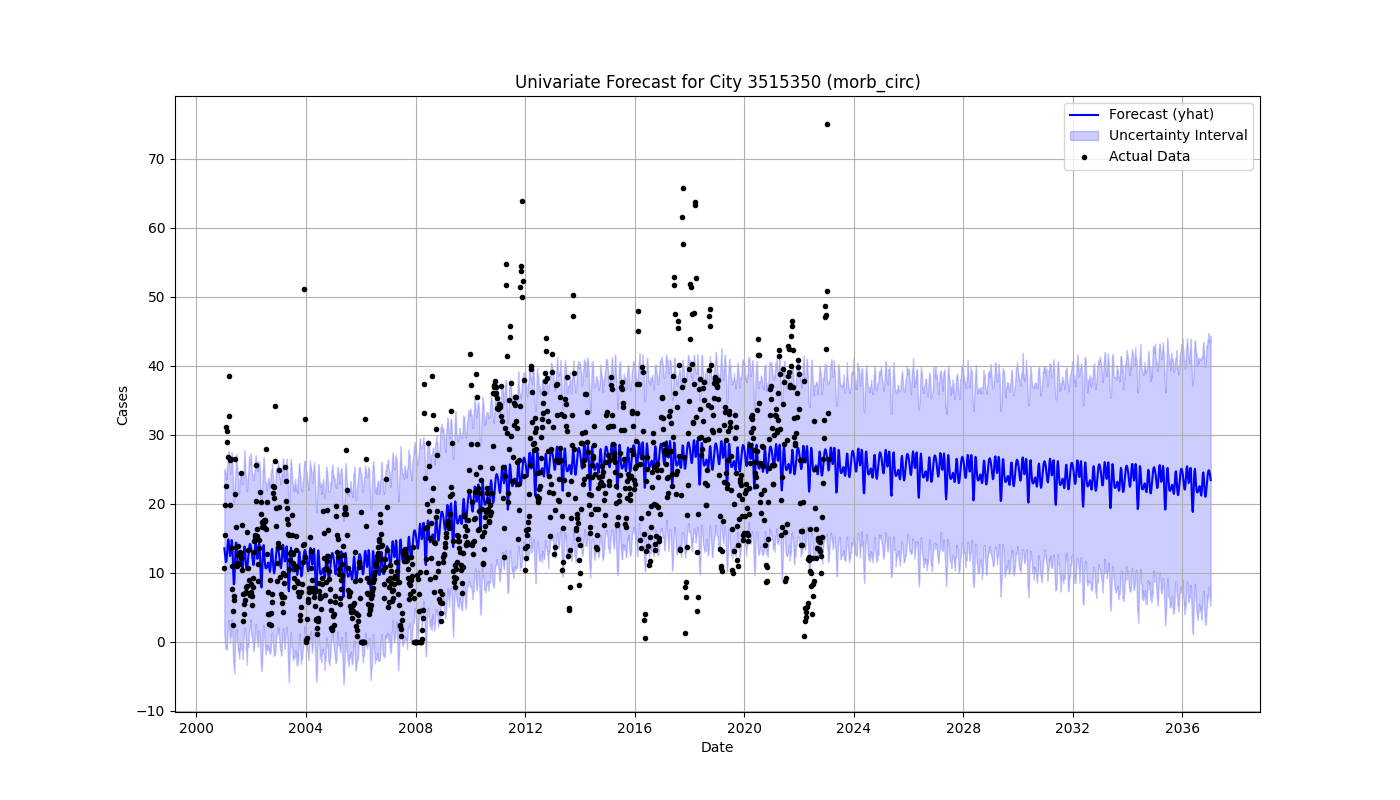 Univariate Forecast for City 3515350 (morb_circ)
Forecast (yhat)
Uncertainty Interval
Actual Data
Cases
70
60
50
40
30
20
10
0
−10
2000 2004 2008 2012 2016 2020 2024 2028 2032 2036
Date